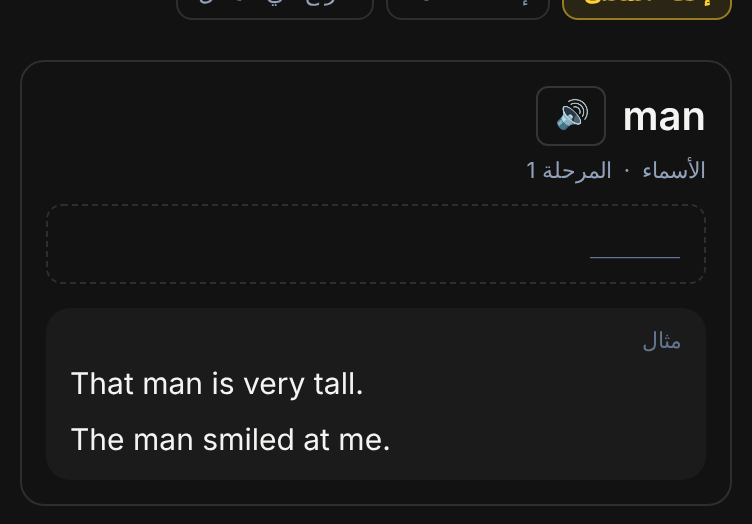 man
الأسماء · المرحلة 1
مثال
That man is very tall.
The man smiled at me.